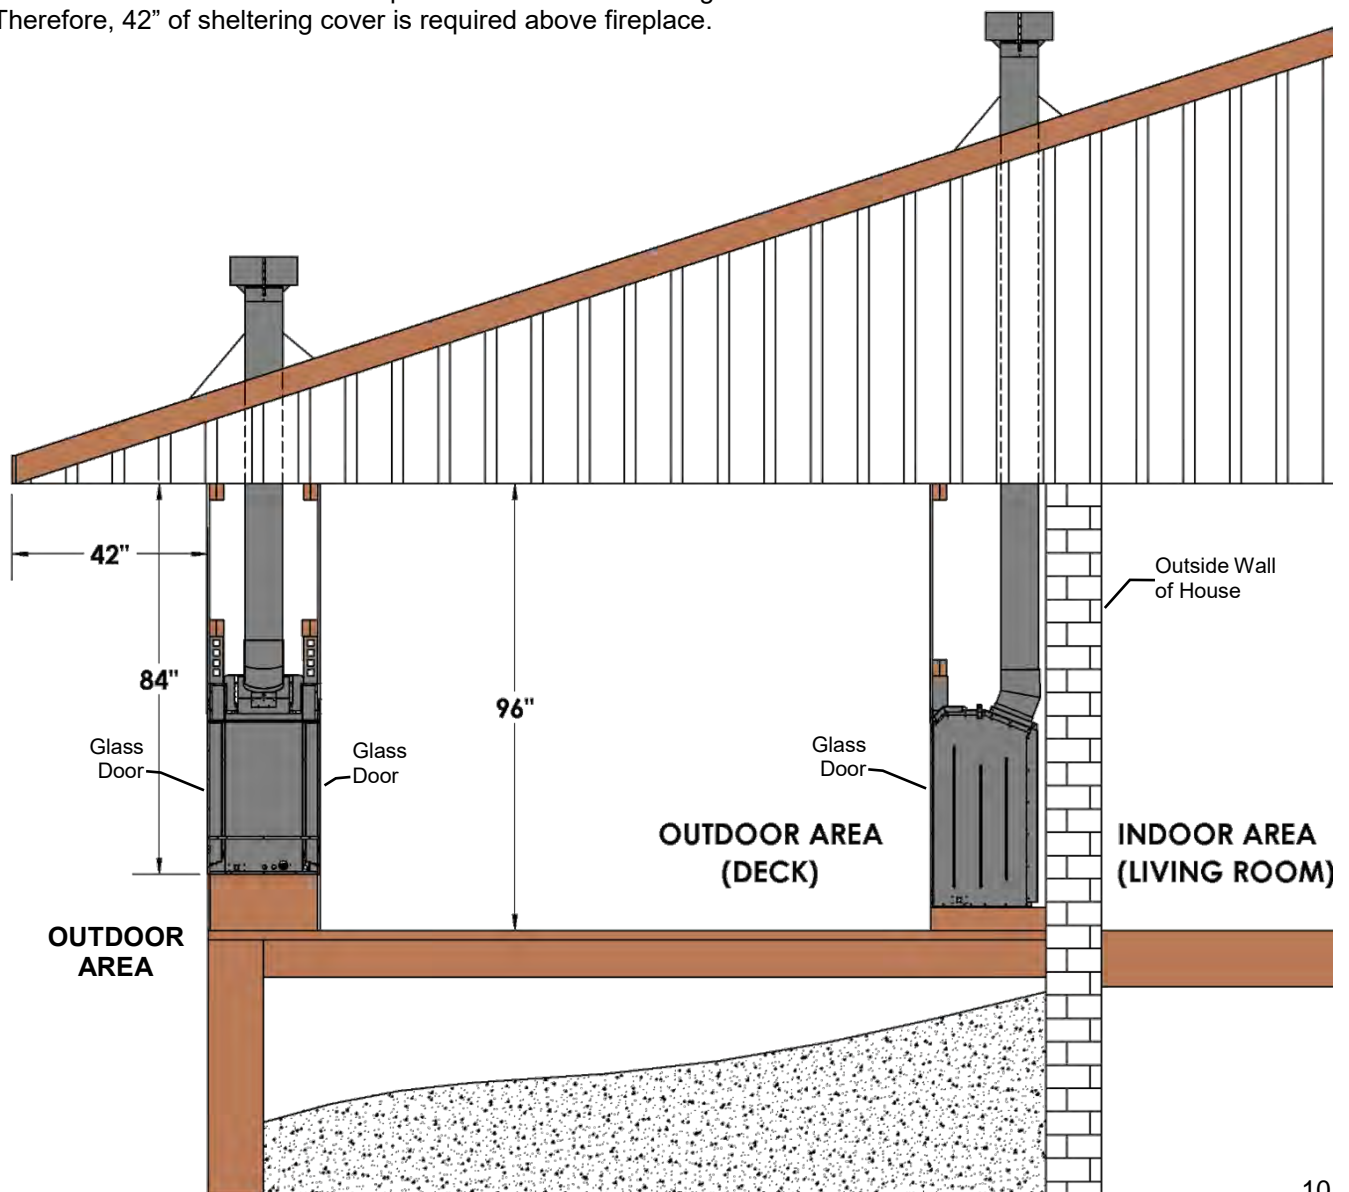 Therefore, 42” of sheltering cover is required above fireplace.
42"
84"
96"
Outside Wall
of House
Glass
Door
Glass
Door
Glass
Door
OUTDOOR AREA
(DECK)
INDOOR AREA
(LIVING ROOM)
OUTDOOR
AREA
10